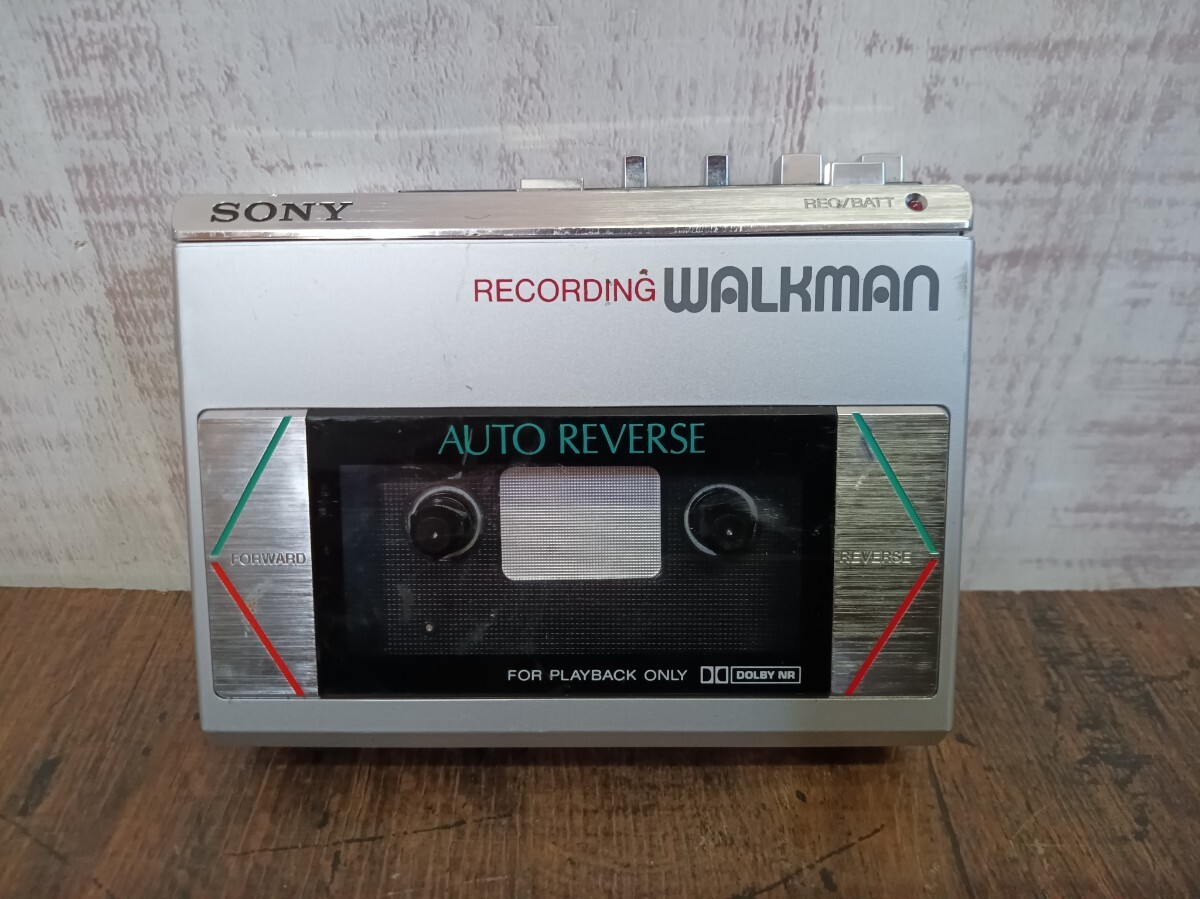 SONY
REC/BATT
RECORDING WALKMAN
AUTO REVERSE
FORWARD
REVERSE
FOR PLAYBACK ONLY DOLBY NR